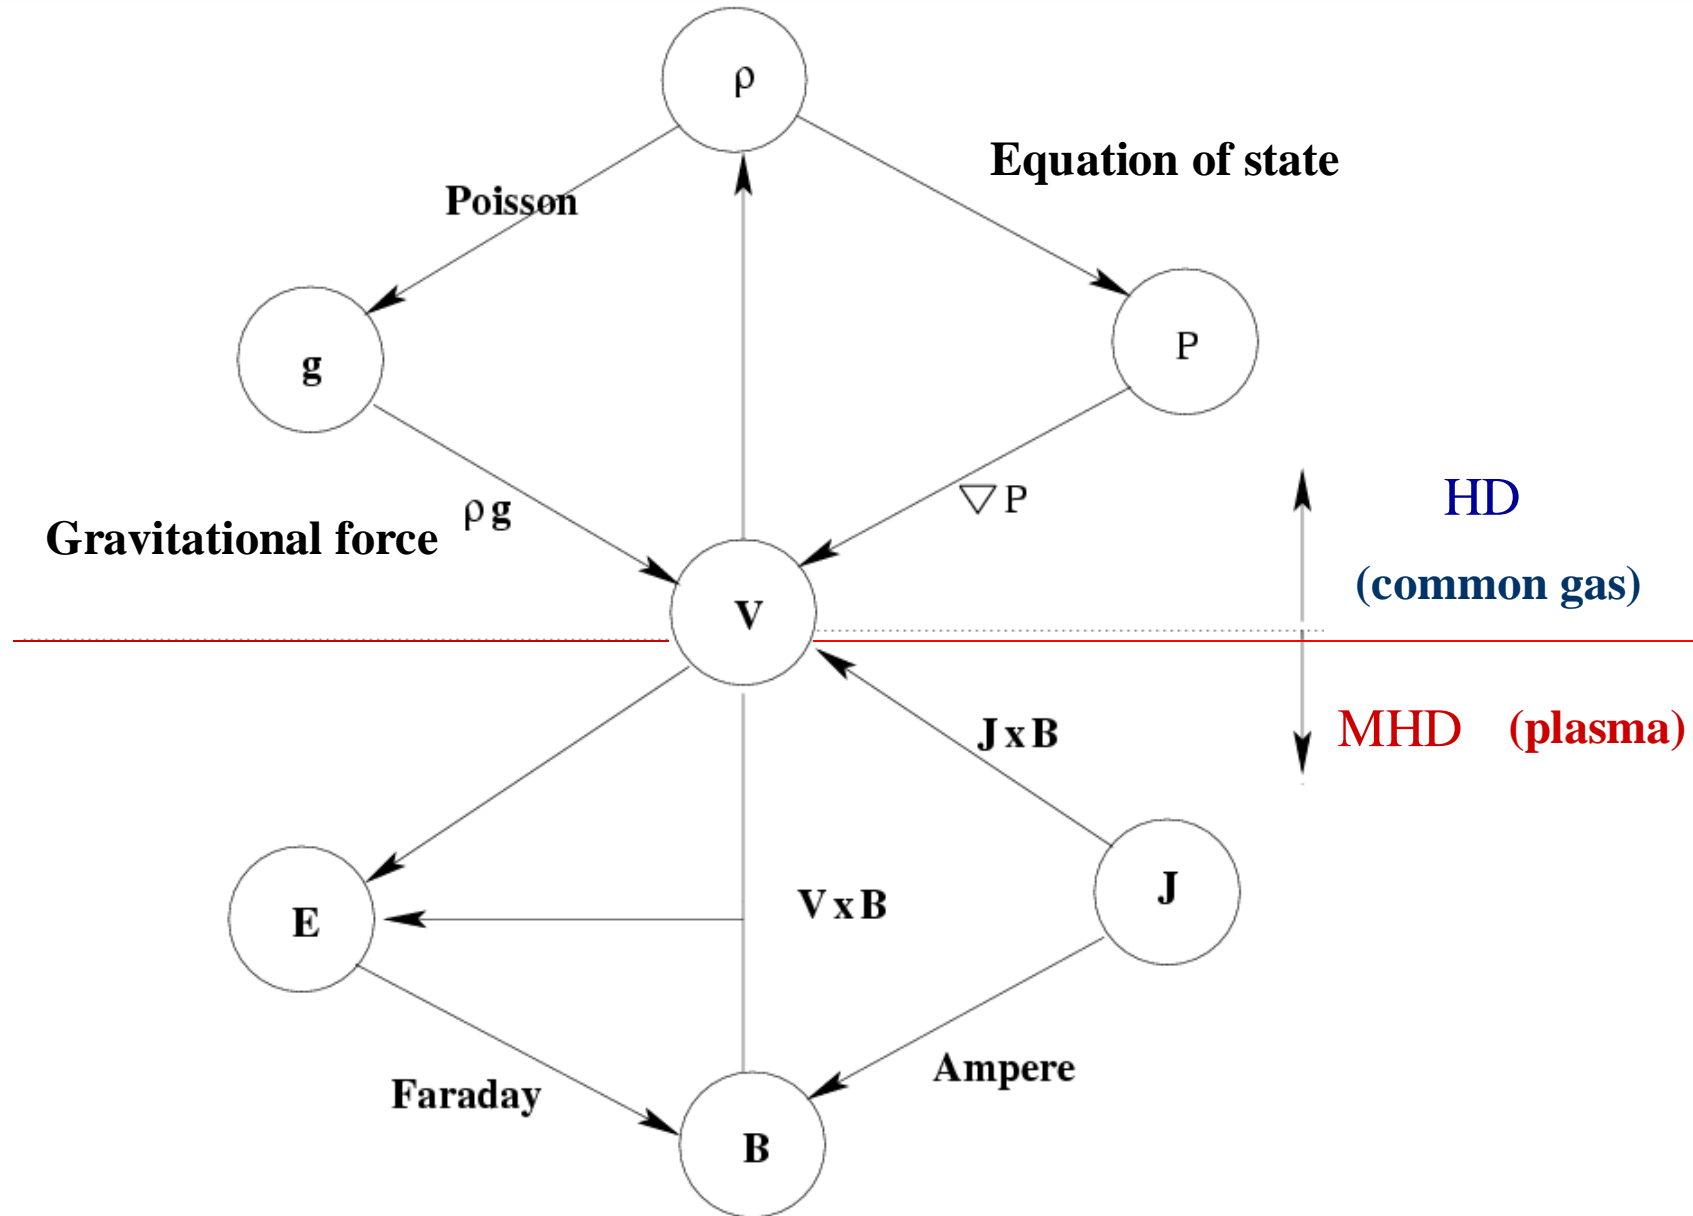 ρ
Equation of state
Poisson
g
P
ρ g
∇ P
HD
Gravitational force
(common gas)
V
J x B
MHD (plasma)
V x B
J
E
Ampere
Faraday
B